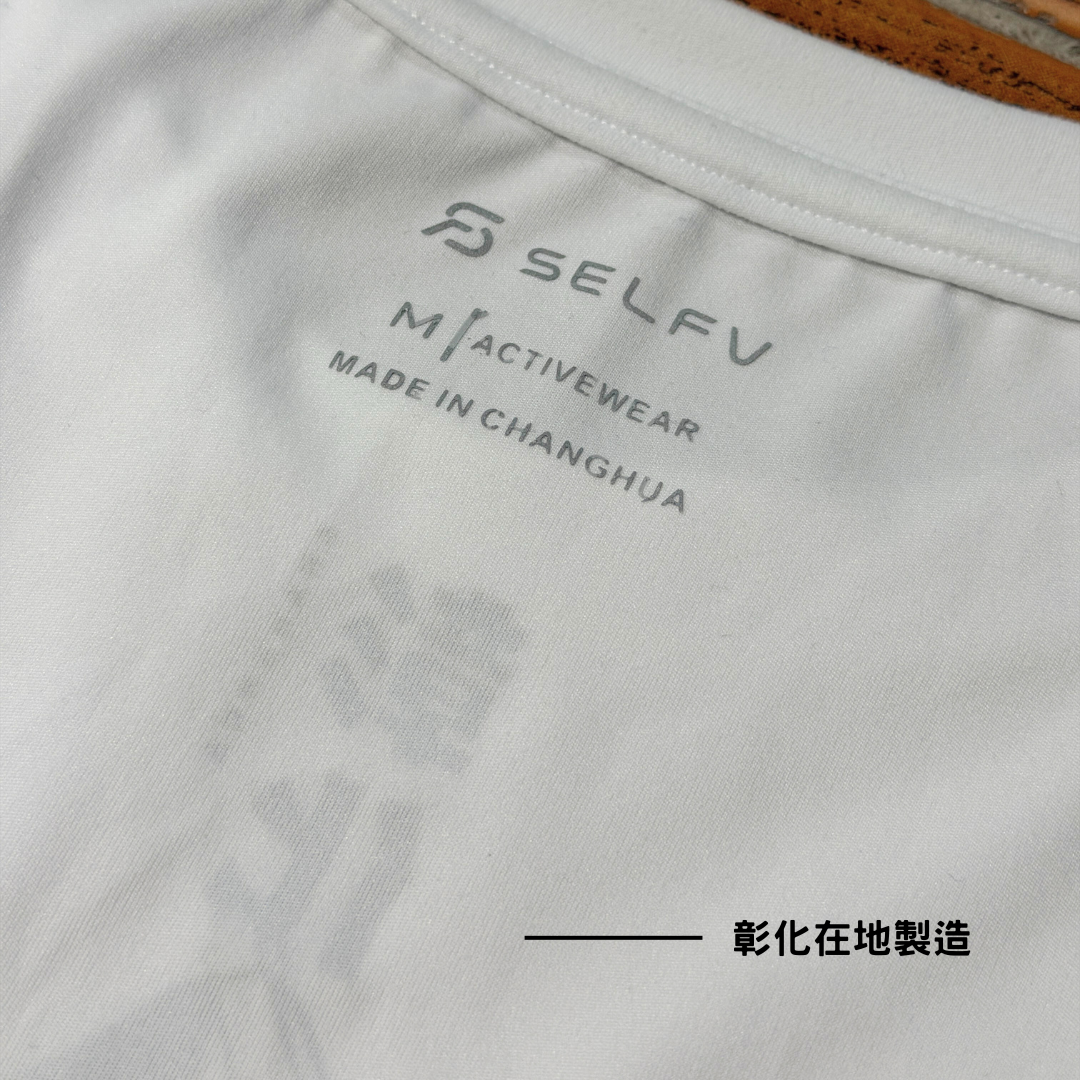 SELFV
M/ACTIVEWEAR
MADE IN CHANGHUA
彰化在地製造